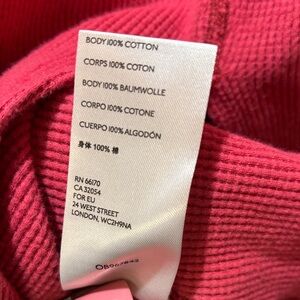 BODY 100% COTTON
CORPS 100% COTON
BODY 100% BAUMWOLLE
CORPO 100% COTONE
CUERPO 100% ALGODÓN
身体 100% 棉
RN 66170
CA 32054
FOR EU
24 WEST STREET
LONDON, WC2H9NA